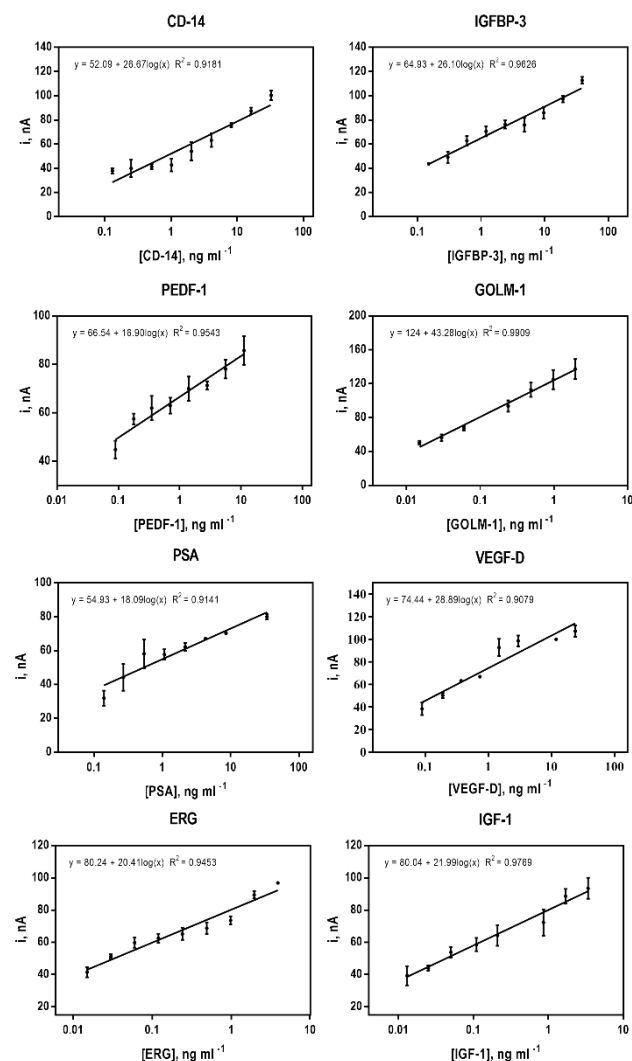 CD-14
y = 52.09 + 26.67log(x) R² = 0.9181
i, nA
140
120
100
80
60
40
20
0
0.1 1 10 100
[CD-14], ng ml ⁻¹
IGFBP-3
y = 64.93 + 26.10log(x) R² = 0.9626
i, nA
140
120
100
80
60
40
20
0
0.1 1 10 100
[IGFBP-3], ng ml ⁻¹
PEDF-1
y = 66.54 + 16.90log(x) R² = 0.9543
i, nA
100
80
60
40
0.01 0.1 1 10 100
[PEDF-1], ng ml ⁻¹
GOLM-1
y = 124 + 43.28log(x) R² = 0.9909
i, nA
200
150
100
50
0
0.01 0.1 1 10
[GOLM-1], ng ml ⁻¹
PSA
y = 54.93 + 18.09log(x) R² = 0.9141
i, nA
100
80
60
40
20
0
0.1 1 10 100
[PSA], ng ml ⁻¹
VEGF-D
y = 74.44 + 28.89log(x) R² = 0.9079
i, nA
140
120
100
80
60
40
20
0
0.1 1 10 100
[VEGF-D], ng ml ⁻¹
ERG
y = 80.24 + 20.41log(x) R² = 0.9453
i, nA
120
100
80
60
40
20
0.01 0.1 1 10
[ERG], ng ml ⁻¹
IGF-1
y = 80.04 + 21.99log(x) R² = 0.9769
i, nA
120
100
80
60
40
20
0.01 0.1 1 10
[IGF-1], ng ml ⁻¹